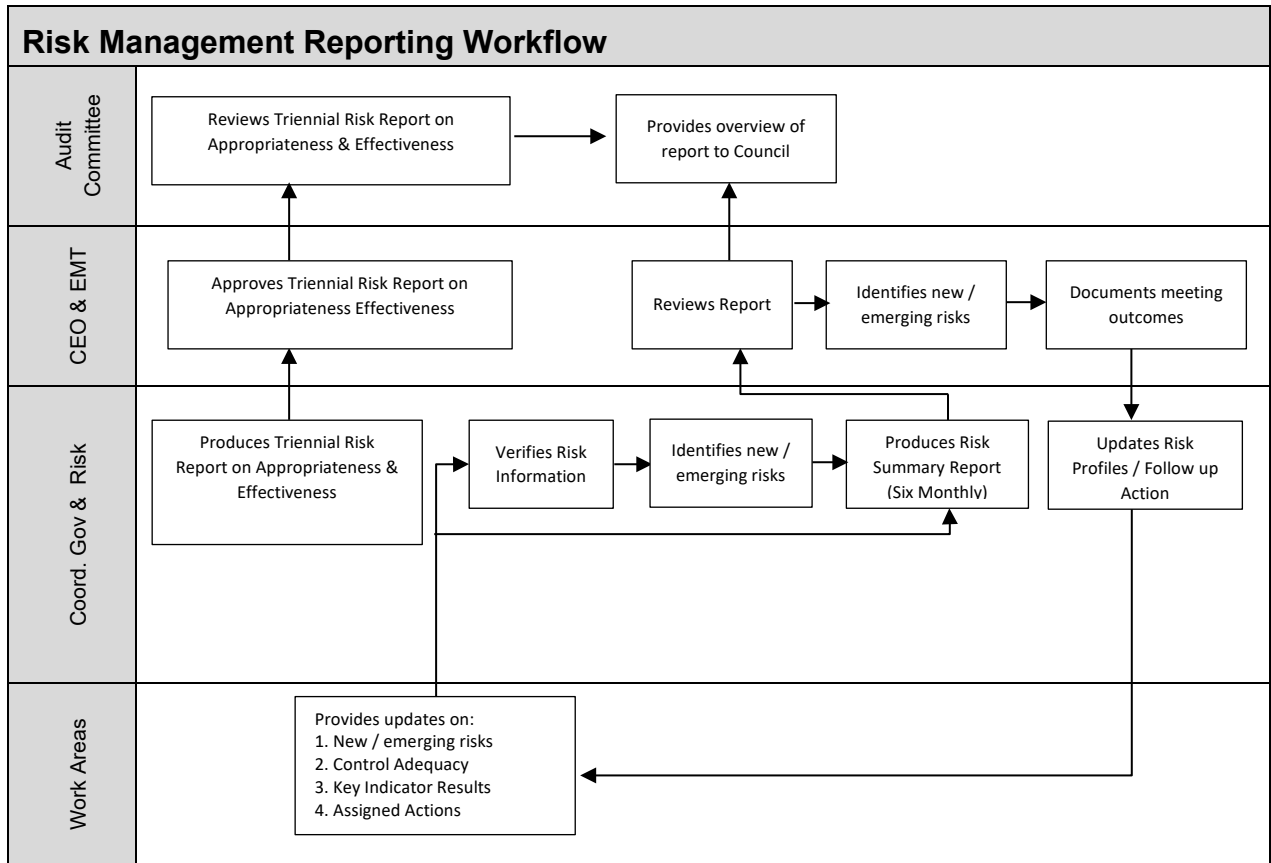 Risk Management Reporting Workflow
Audit
Committee
Reviews Triennial Risk Report on
Appropriateness & Effectiveness
Provides overview of
report to Council
CEO & EMT
Approves Triennial Risk Report on
Appropriateness Effectiveness
Reviews Report
Identifies new /
emerging risks
Documents meeting
outcomes
Coord. Gov & Risk
Produces Triennial Risk
Report on Appropriateness &
Effectiveness
Verifies Risk
Information
Identifies new /
emerging risks
Produces Risk
Summary Report
(Six Monthly)
Updates Risk
Profiles / Follow up
Action
Work Areas
Provides updates on:
1. New / emerging risks
2. Control Adequacy
3. Key Indicator Results
4. Assigned Actions